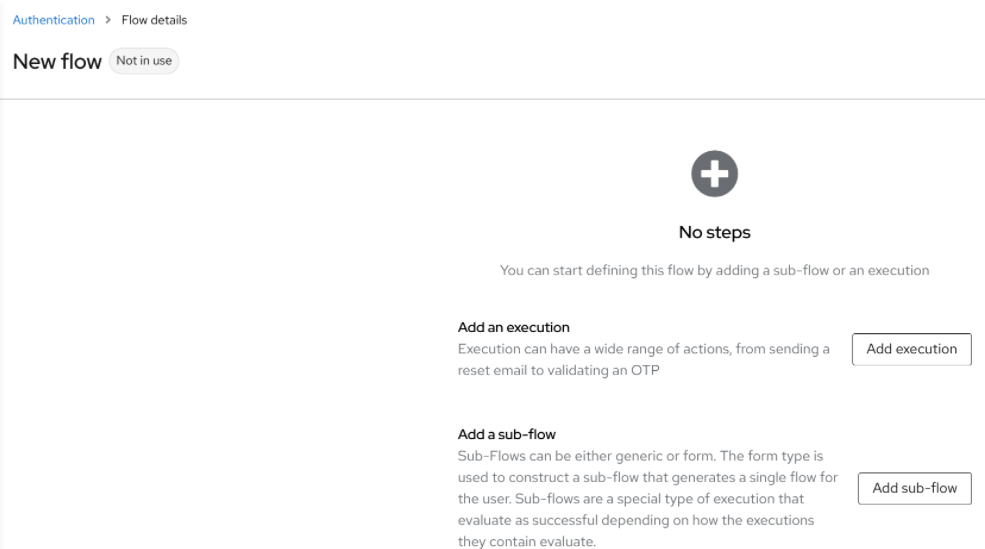 Authentication > Flow details
New flow Not in use
No steps
You can start defining this flow by adding a sub-flow or an execution
Add an execution
Execution can have a wide range of actions, from sending a
reset email to validating an OTP
Add execution
Add a sub-flow
Sub-Flows can be either generic or form. The form type is
used to construct a sub-flow that generates a single flow for
the user. Sub-flows are a special type of execution that
evaluate as successful depending on how the executions
they contain evaluate.
Add sub-flow